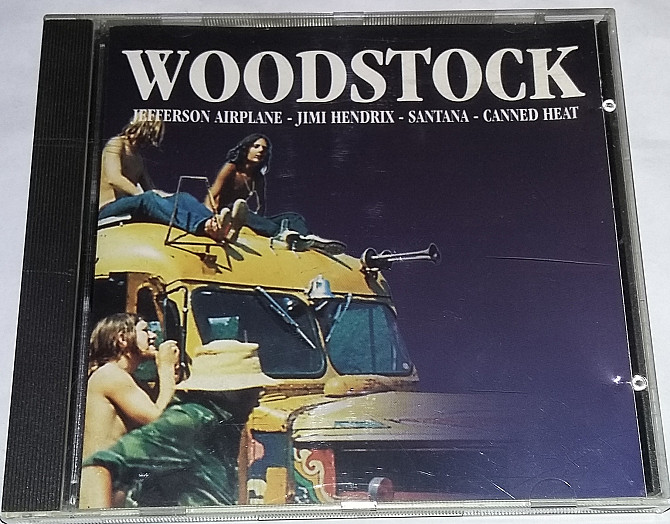 WOODSTOCK
JEFFERSON AIRPLANE - JIMI HENDRIX - SANTANA - CANNED HEAT